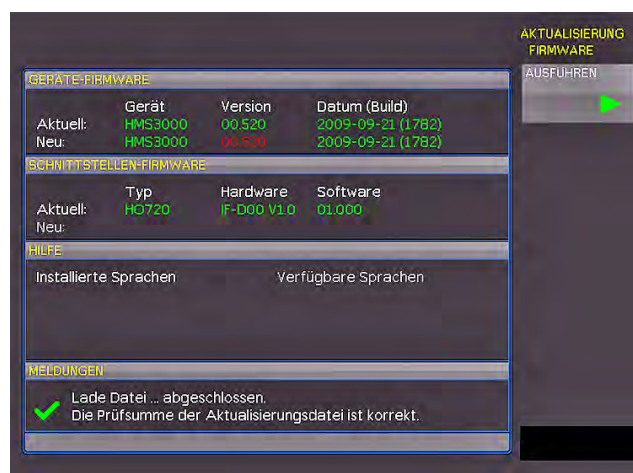 AKTUALISIERUNG
FIRMWARE
AUSFÜHREN
GERÄTE-FIRMWARE
Gerät Version Datum (Build)
Aktuell: HMS3000 00.520 2009-09-21 (1782)
Neu: HMS3000 00.520 2009-09-21 (1782)
SCHNITTSTELLEN-FIRMWARE
Typ Hardware Software
Aktuell: HO720 IF-D00 V1.0 01.000
Neu:
HILFE
Installierte Sprachen Verfügbare Sprachen
MELDUNGEN
Lade Datei ... abgeschlossen.
Die Prüfsumme der Aktualisierungsdatei ist korrekt.